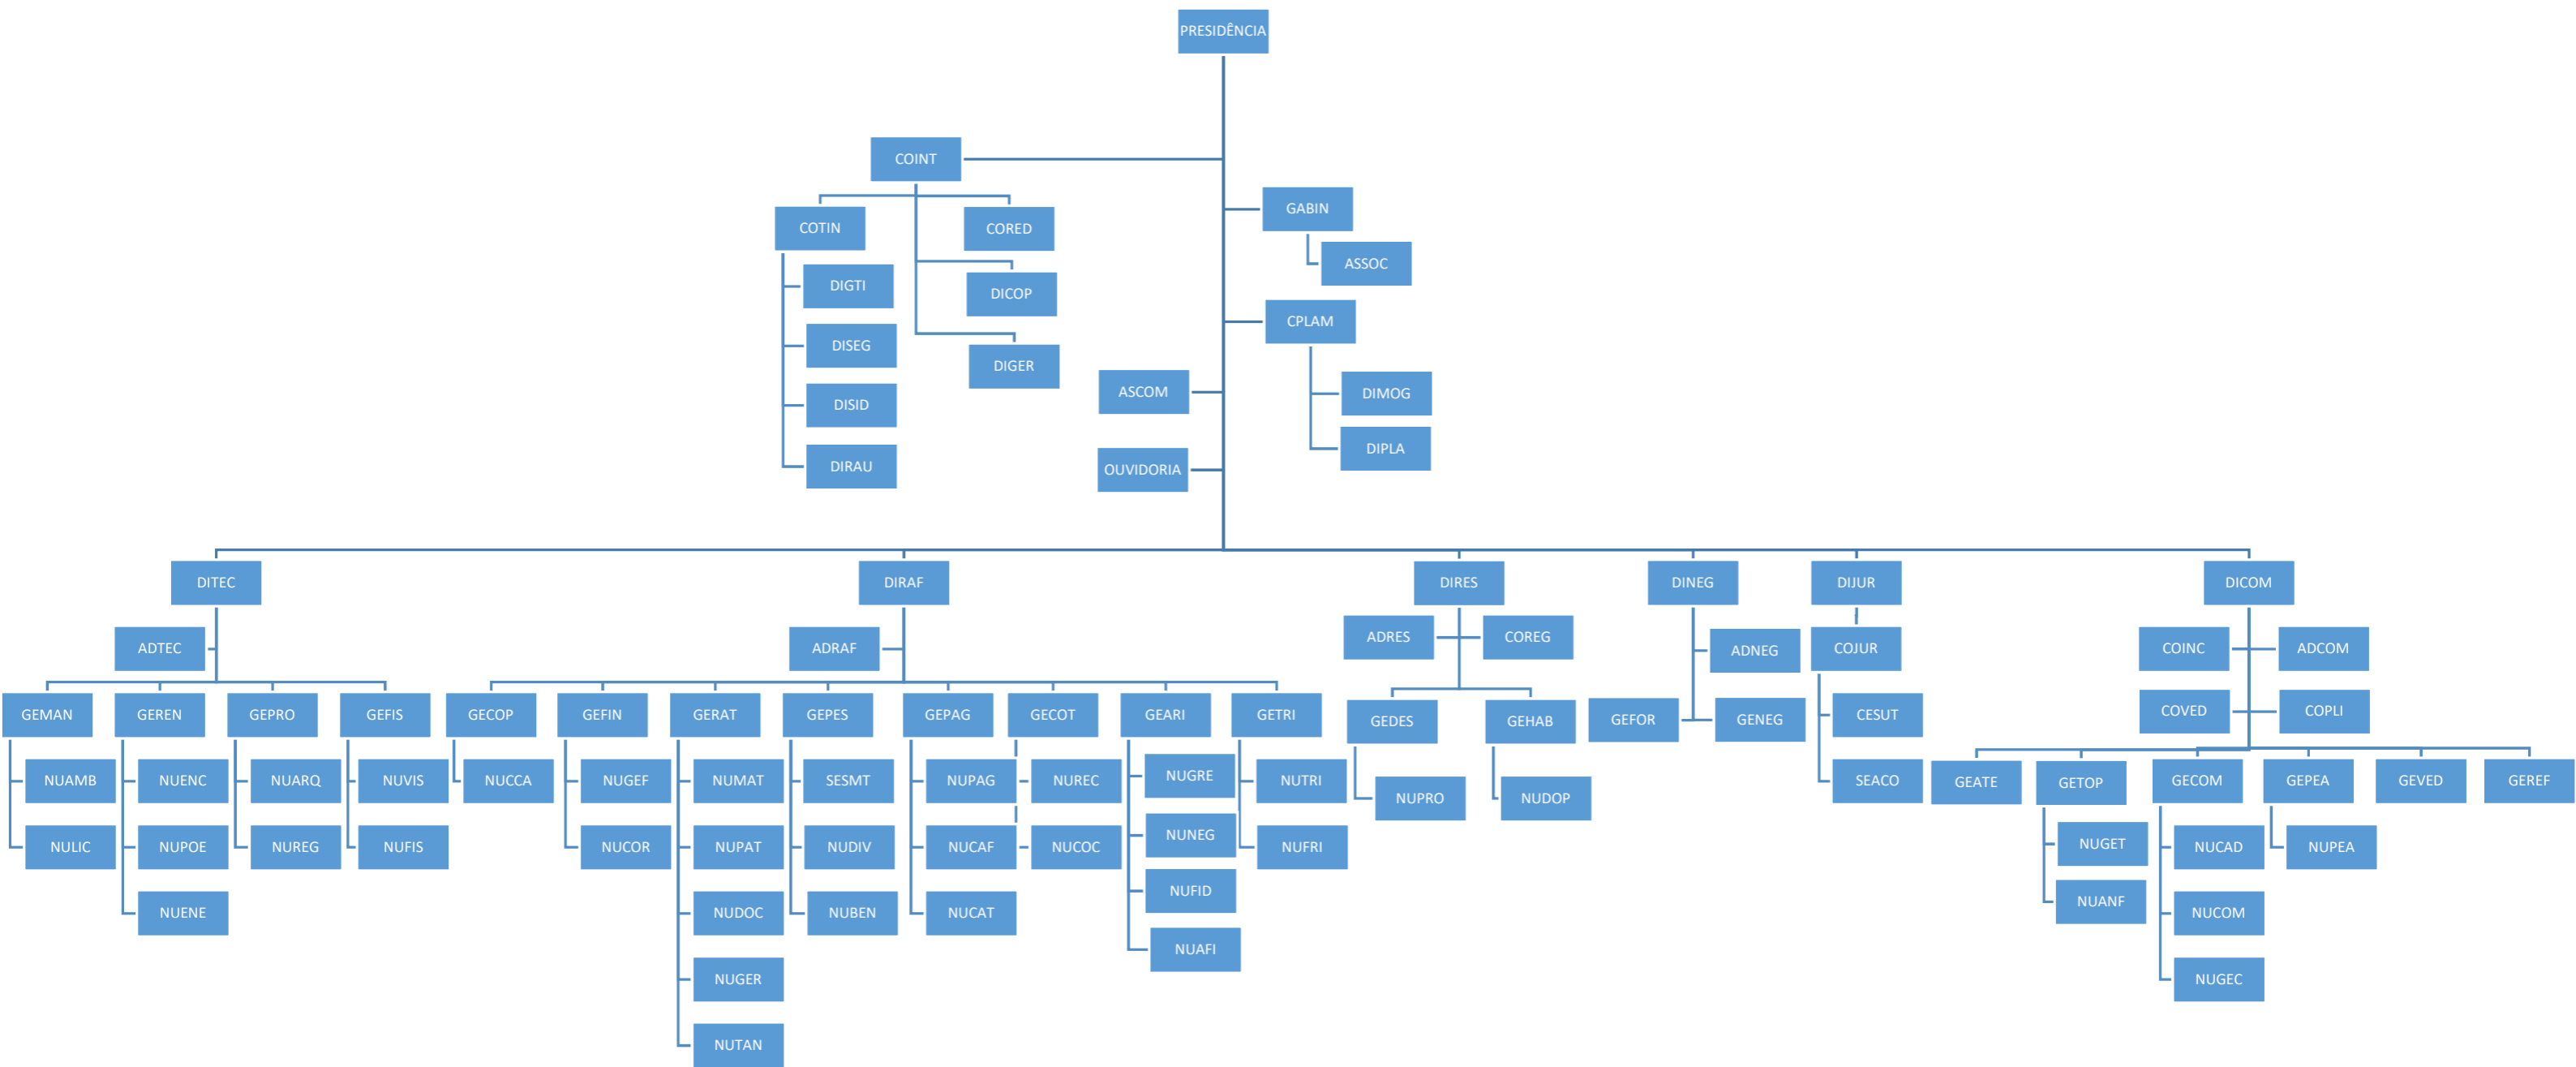 PRESIDÊNCIA
COINT
GABIN
COTIN
CORED
ASSOC
DIGTI
DICOP
CPLAM
DISEG
DIGER
ASCOM
DIMOG
DISID
DIPLA
DIRAU
OUVIDORIA
DITEC
DIRAF
DIRES
DINEG
DIJUR
DICOM
ADTEC
ADRAF
ADRES
COREG
ADNEG
COJUR
COINC
ADCOM
COVED
COPLI
GEMAN
GEREN
GEPRO
GEFIS
GECOP
GEFIN
GERAT
GEPES
GEPAG
GECOT
GEARI
GETRI
GEDES
GEHAB
GEFOR
GENEG
CESUT
SEACO
GEATE
GETOP
GECOM
GEPEA
GEVED
GEREF
NUAMB
NUENC
NUARQ
NUVIS
NUCCA
NUGEF
NUMAT
SESMT
NUPAG
NUREC
NUGRE
NUTRI
NUPRO
NUDOP
NULIC
NUPOE
NUREG
NUFIS
NUCOR
NUPAT
NUDIV
NUCAF
NUCOC
NUNEG
NUFRI
NUGET
NUCAD
NUPEA
NUENE
NUDOC
NUBEN
NUCAT
NUFID
NUANF
NUCOM
NUAFI
NUGER
NUGEC
NUTAN